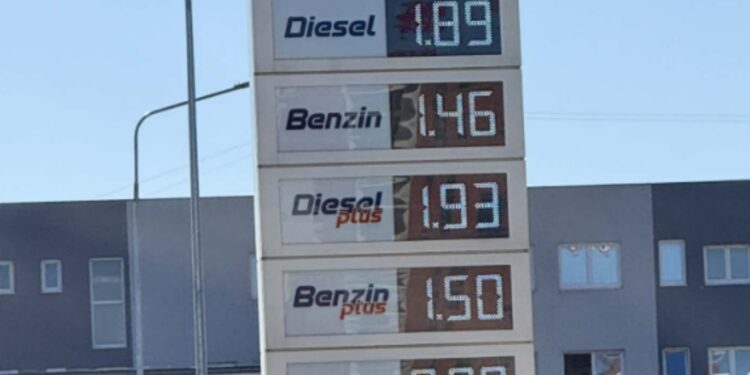 Diesel 1.89
Benzin 1.46
Diesel plus 1.93
Benzin plus 1.50